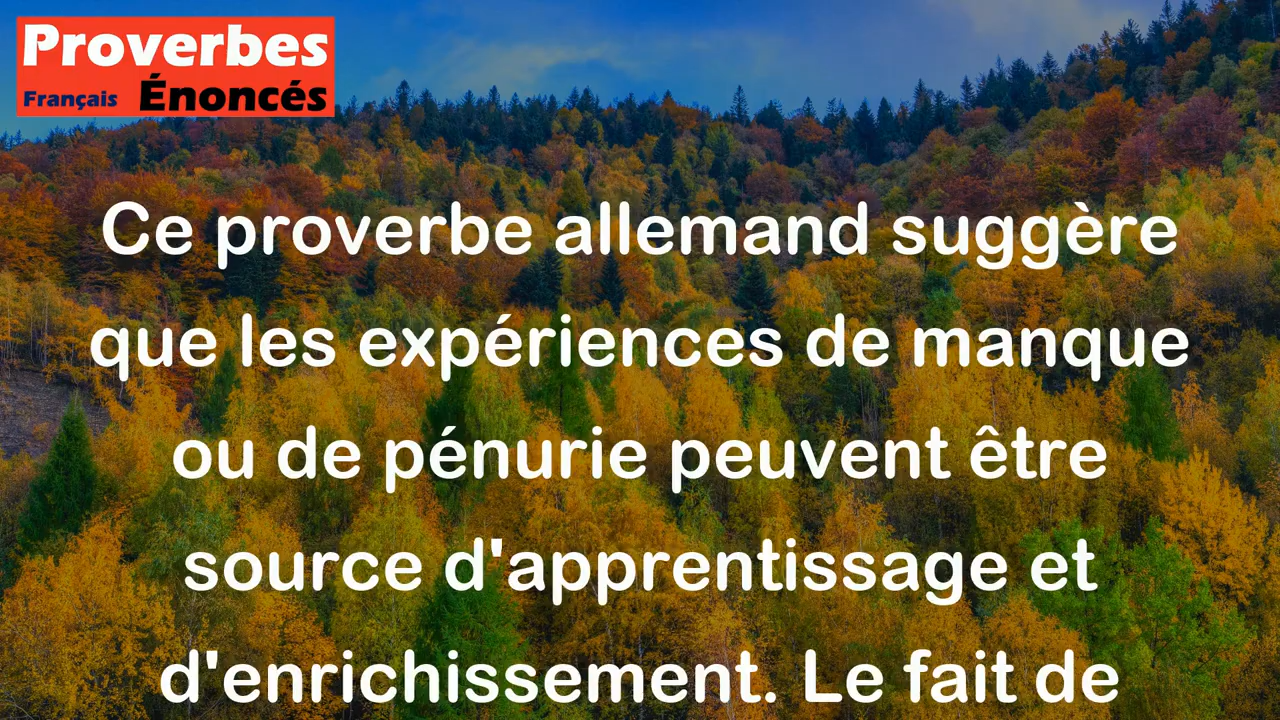 Proverbes
Français Énoncés
Ce proverbe allemand suggère
que les expériences de manque
ou de pénurie peuvent être
source d'apprentissage et
d'enrichissement. Le fait de